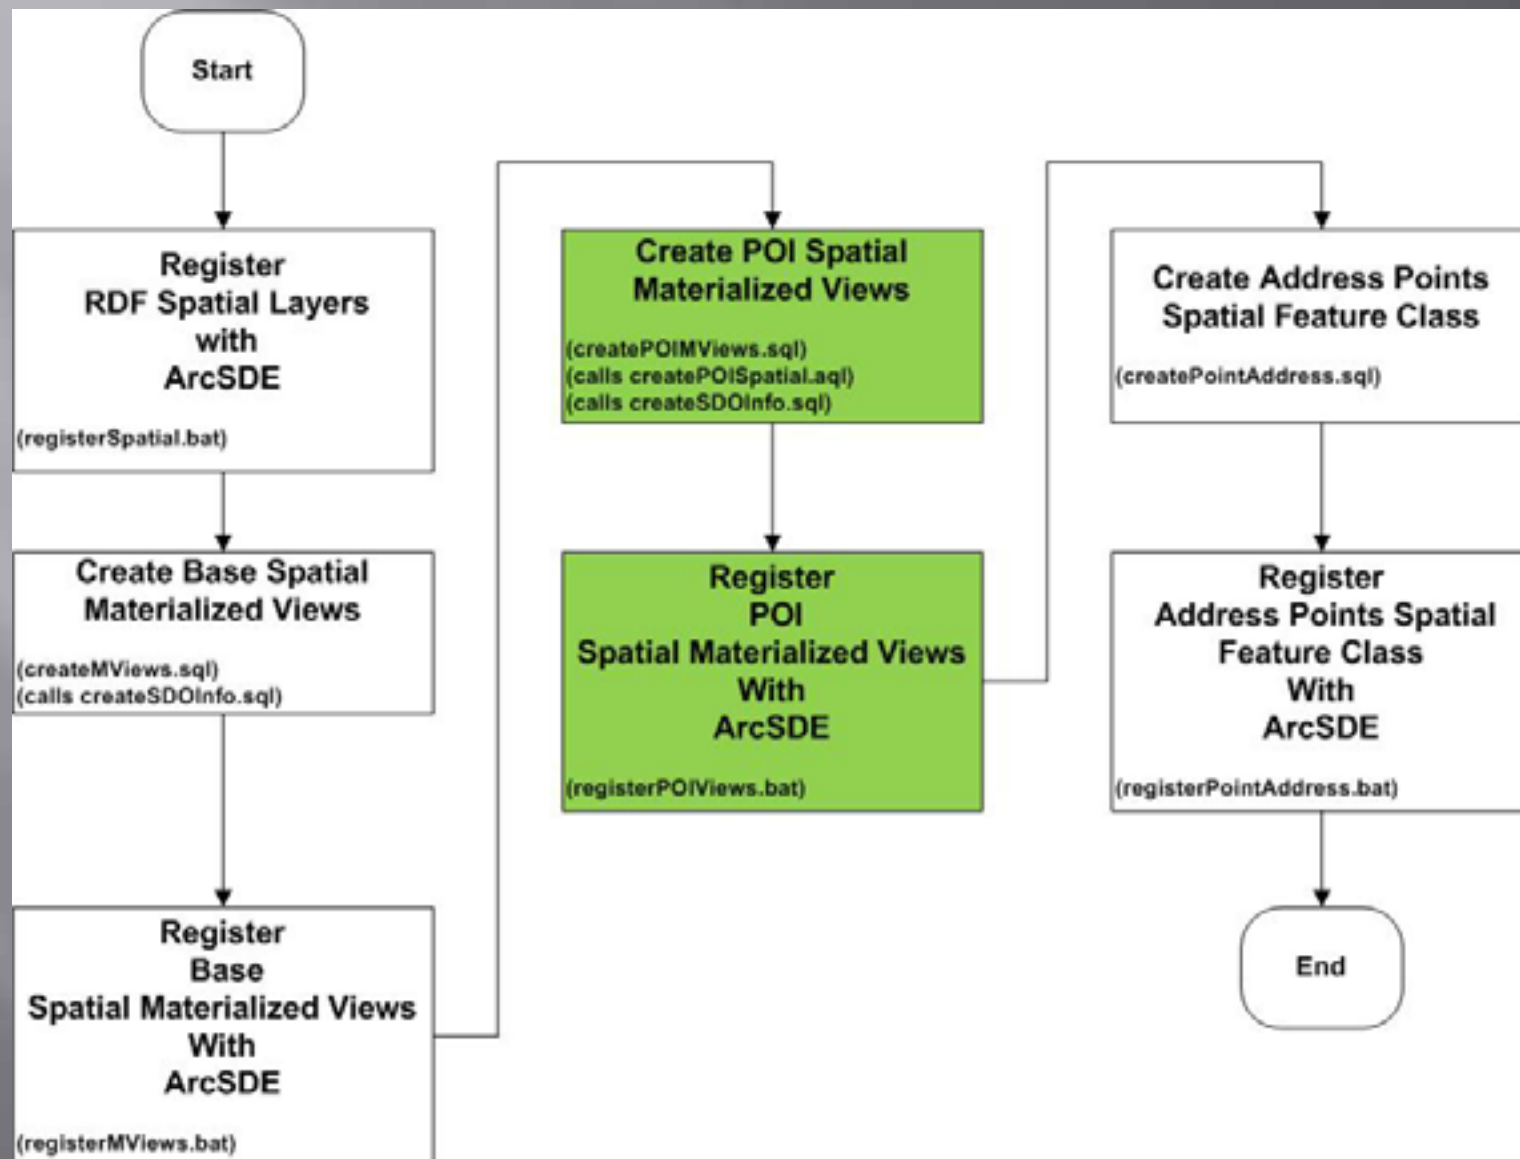 Start
Register
RDF Spatial Layers
with
ArcSDE
(registerSpatial.bat)
Create Base Spatial
Materialized Views
(createMViews.sql)
(calls createSDOInfo.sql)
Register
Base
Spatial Materialized Views
With
ArcSDE
(registerMViews.bat)
Create POI Spatial
Materialized Views
(createPOIMViews.sql)
(calls createPOISpatial.aql)
(calls createSDOInfo.sql)
Register
POI
Spatial Materialized Views
With
ArcSDE
(registerPOIViews.bat)
Create Address Points
Spatial Feature Class
(createPointAddress.sql)
Register
Address Points Spatial
Feature Class
With
ArcSDE
(registerPointAddress.bat)
End